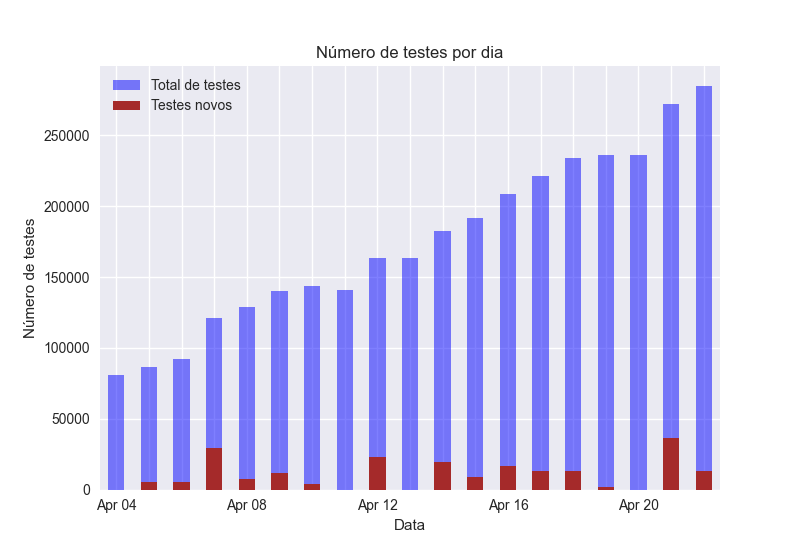 Número de testes por dia
Total de testes
Testes novos
Número de testes
250000
200000
150000
100000
50000
0
Apr 04
Apr 08
Apr 12
Apr 16
Apr 20
Data